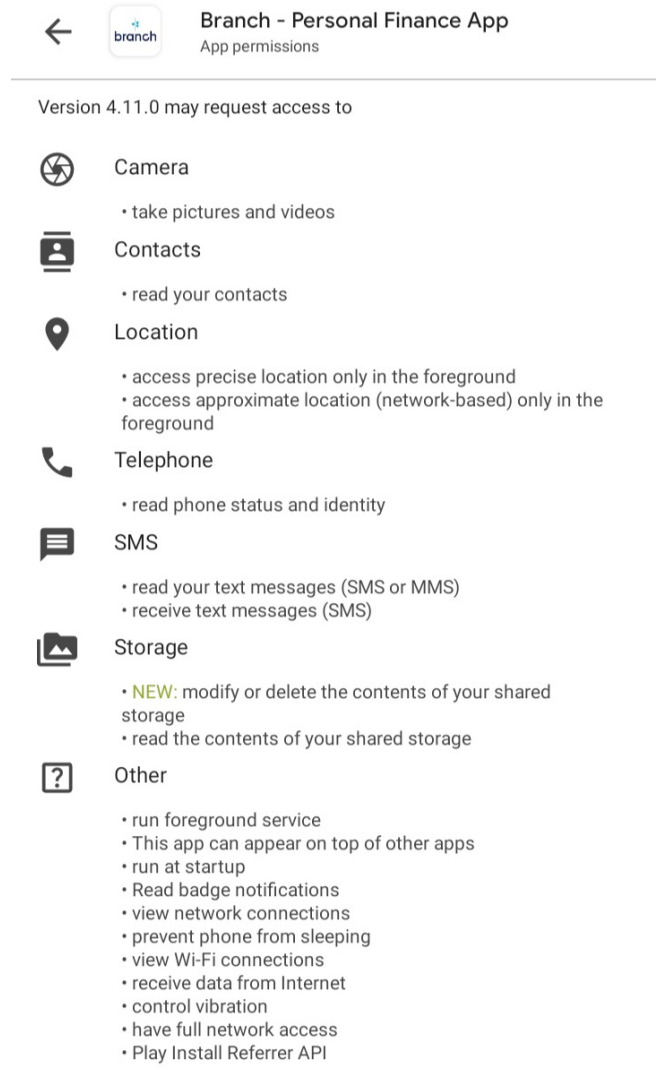 branch
Branch - Personal Finance App
App permissions
Version 4.11.0 may request access to
Camera
• take pictures and videos
Contacts
• read your contacts
Location
• access precise location only in the foreground
• access approximate location (network-based) only in the
foreground
Telephone
• read phone status and identity
SMS
• read your text messages (SMS or MMS)
• receive text messages (SMS)
Storage
• NEW: modify or delete the contents of your shared
storage
• read the contents of your shared storage
Other
• run foreground service
• This app can appear on top of other apps
• run at startup
• Read badge notifications
• view network connections
• prevent phone from sleeping
• view Wi-Fi connections
• receive data from Internet
• control vibration
• have full network access
• Play Install Referrer API